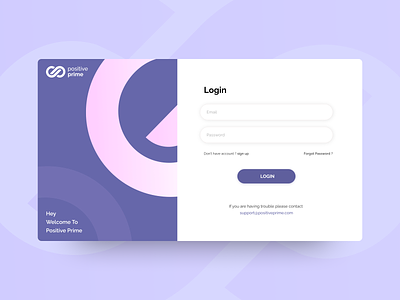 positive
prime
Hey
Welcome To
Positive Prime
Login
Email
Password
Don't have account ? sign up
Forgot Password ?
LOGIN
If you are having trouble please contact
support@positiveprime.com